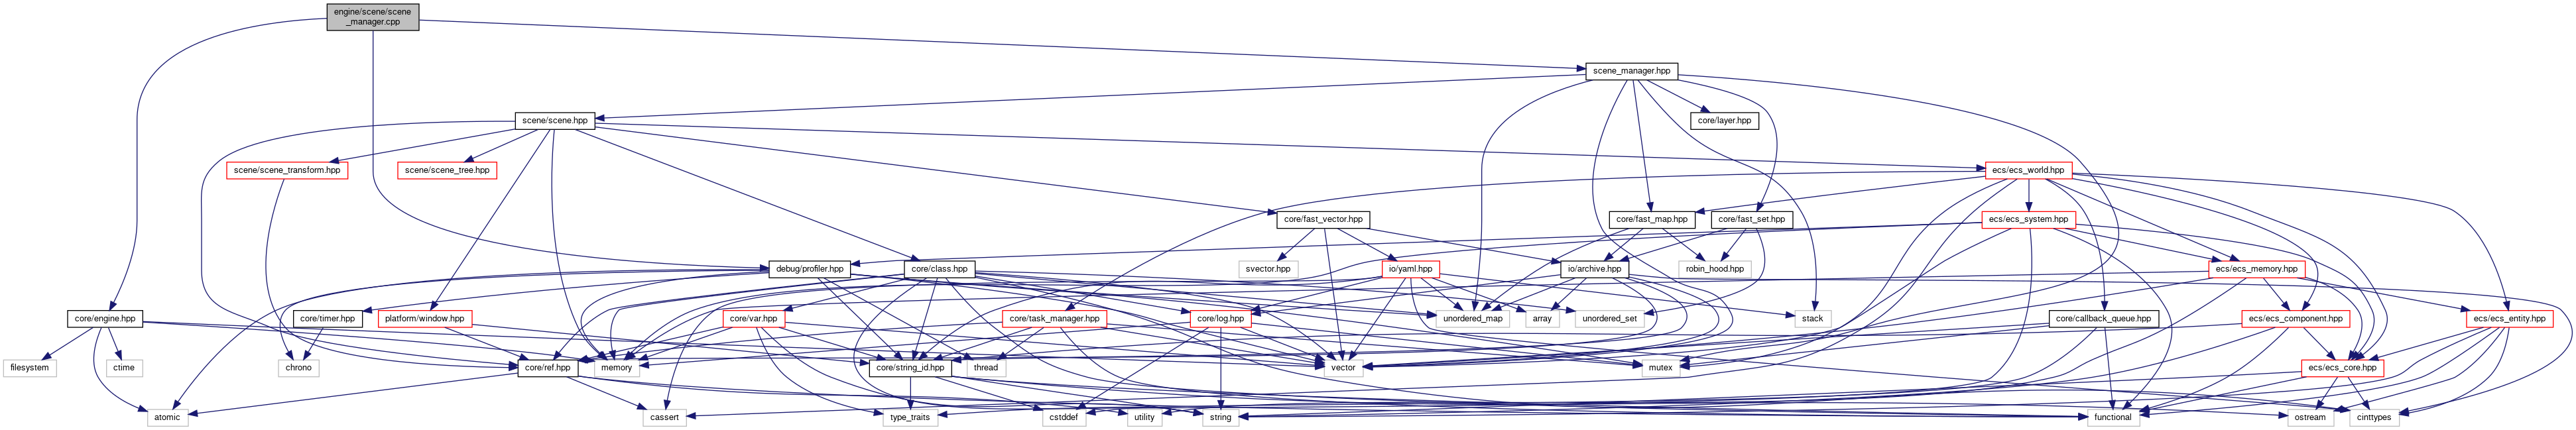 engine/scene/scene
_manager.cpp
scene_manager.hpp
scene/scene.hpp
core/layer.hpp
scene/scene_transform.hpp
scene/scene_tree.hpp
ecs/ecs_world.hpp
core/fast_vector.hpp
core/fast_map.hpp
core/fast_set.hpp
ecs/ecs_system.hpp
debug/profiler.hpp
core/class.hpp
svector.hpp
io/yaml.hpp
io/archive.hpp
robin_hood.hpp
ecs/ecs_memory.hpp
core/engine.hpp
core/timer.hpp
platform/window.hpp
core/var.hpp
core/task_manager.hpp
core/log.hpp
unordered_map
array
unordered_set
stack
core/callback_queue.hpp
ecs/ecs_component.hpp
ecs/ecs_entity.hpp
filesystem
ctime
chrono
core/ref.hpp
memory
core/string_id.hpp
thread
vector
mutex
ecs/ecs_core.hpp
atomic
cassert
type_traits
cstddef
utility
string
functional
ostream
cinttypes